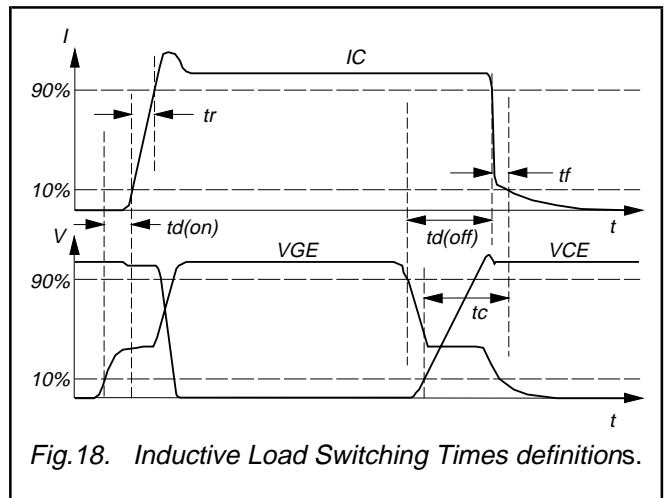 I
IC
90%
tr
tf
10%
t
td(on)
td(off)
V
VGE
VCE
90%
tc
10%
t
Fig.18. Inductive Load Switching Times definitions.